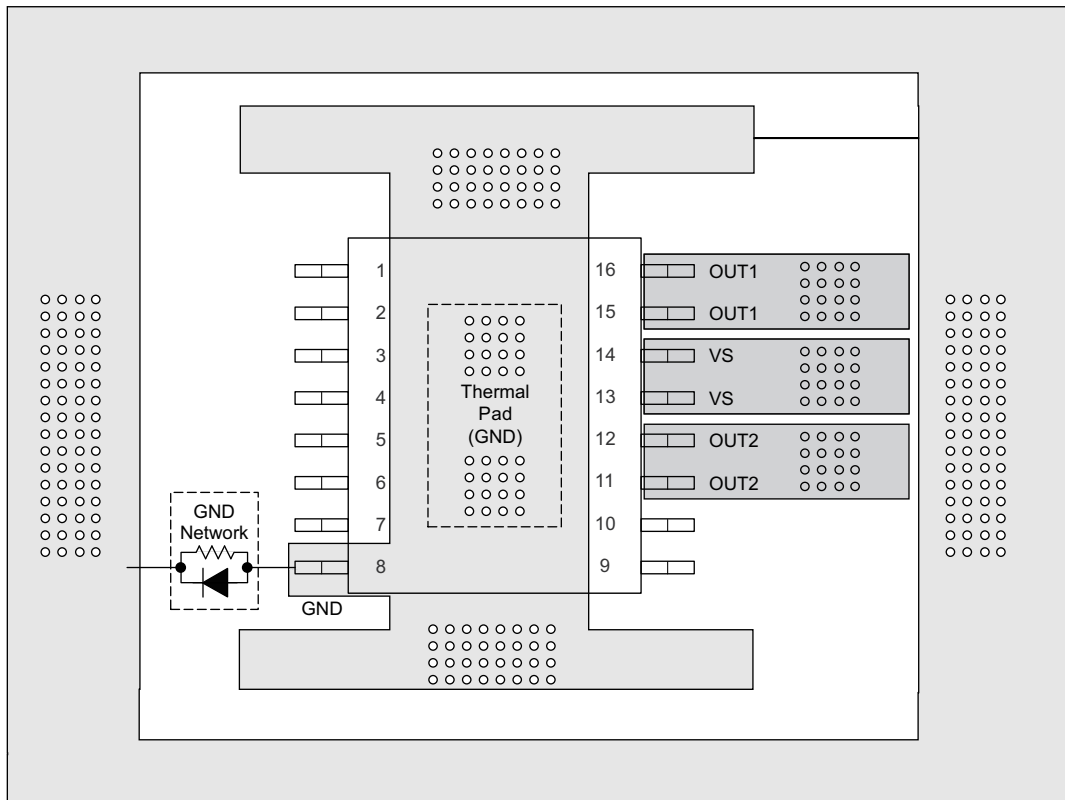 1
2
3
4
5
6
7
8
16
15
14
13
12
11
10
9
OUT1
OUT1
VS
VS
OUT2
OUT2
Thermal
Pad
(GND)
GND
Network
GND